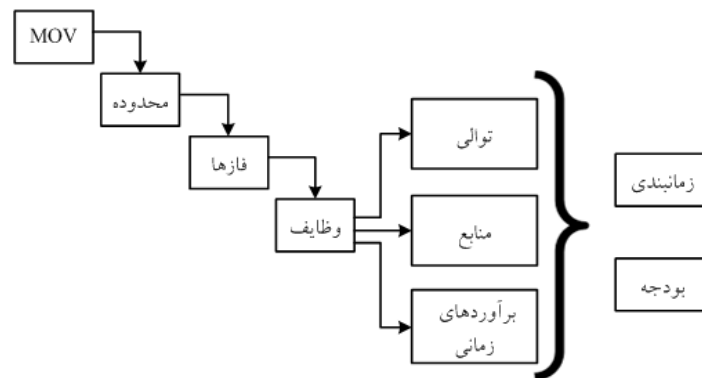 MOV
محدوده
فازها
وظایف
توالی
منابع
برآوردهای
زمانی
زمانبندی
بودجه